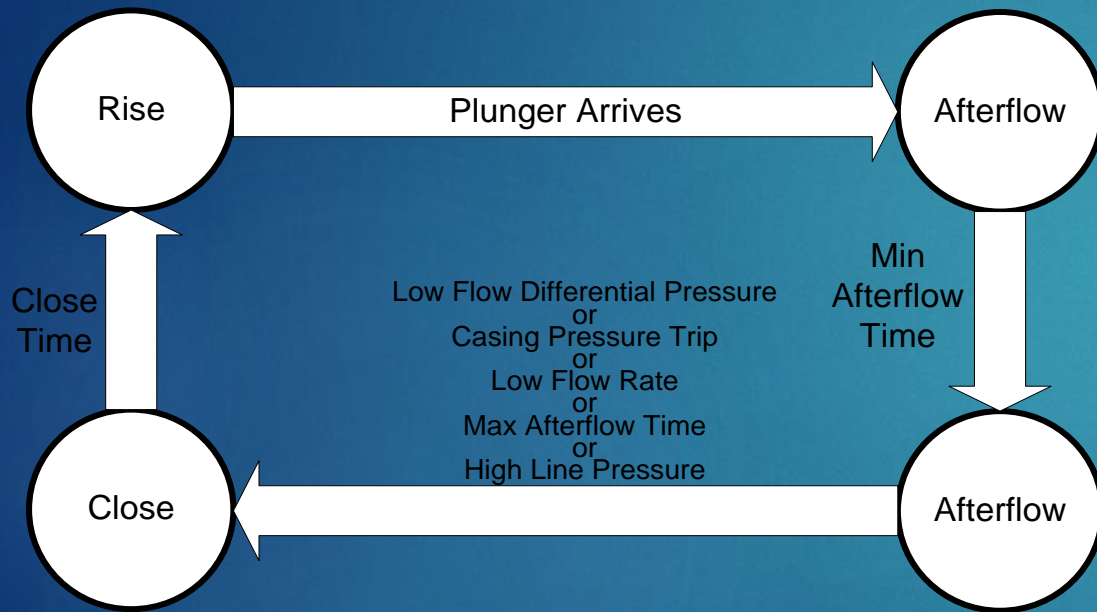 Rise
Plunger Arrives
Afterflow
Close
Time
Low Flow Differential Pressure
or
Casing Pressure Trip
or
Low Flow Rate
or
Max Afterflow Time
or
High Line Pressure
Min
Afterflow
Time
Close
Afterflow